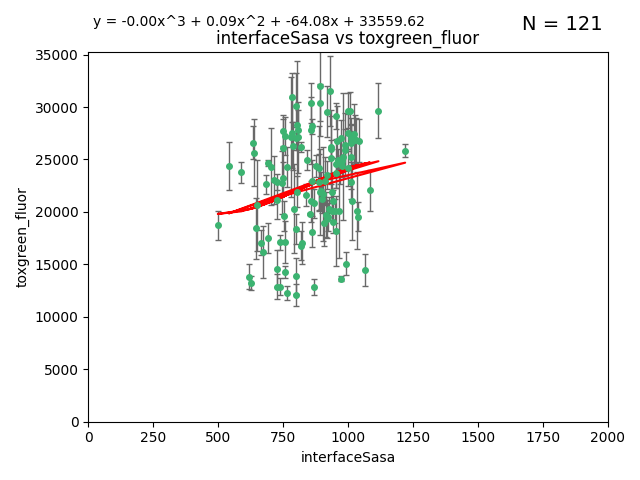 y = -0.00x^3 + 0.09x^2 + -64.08x + 33559.62
N = 121
interfaceSasa vs toxgreen_fluor
35000
30000
25000
20000
15000
10000
5000
0
toxgreen_fluor
0 250 500 750 1000 1250 1500 1750 2000
interfaceSasa